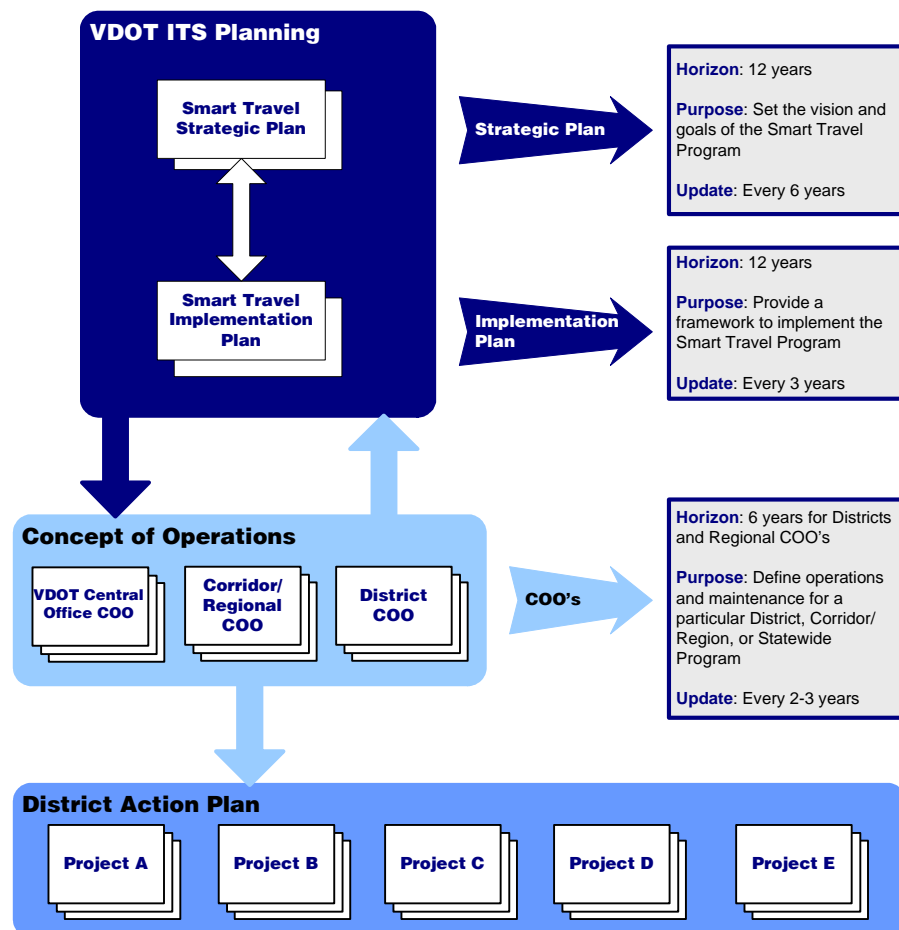 VDOT ITS Planning
Smart Travel
Strategic Plan
Strategic Plan
Horizon: 12 years
Purpose: Set the vision and
goals of the Smart Travel
Program
Update: Every 6 years
Smart Travel
Implementation
Plan
Implementation
Plan
Horizon: 12 years
Purpose: Provide a
framework to implement the
Smart Travel Program
Update: Every 3 years
Concept of Operations
VDOT Central
Office COO
Corridor/
Regional
COO
District
COO
COO's
Horizon: 6 years for Districts
and Regional COO's
Purpose: Define operations
and maintenance for a
particular District, Corridor/
Region, or Statewide
Program
Update: Every 2-3 years
District Action Plan
Project A
Project B
Project C
Project D
Project E